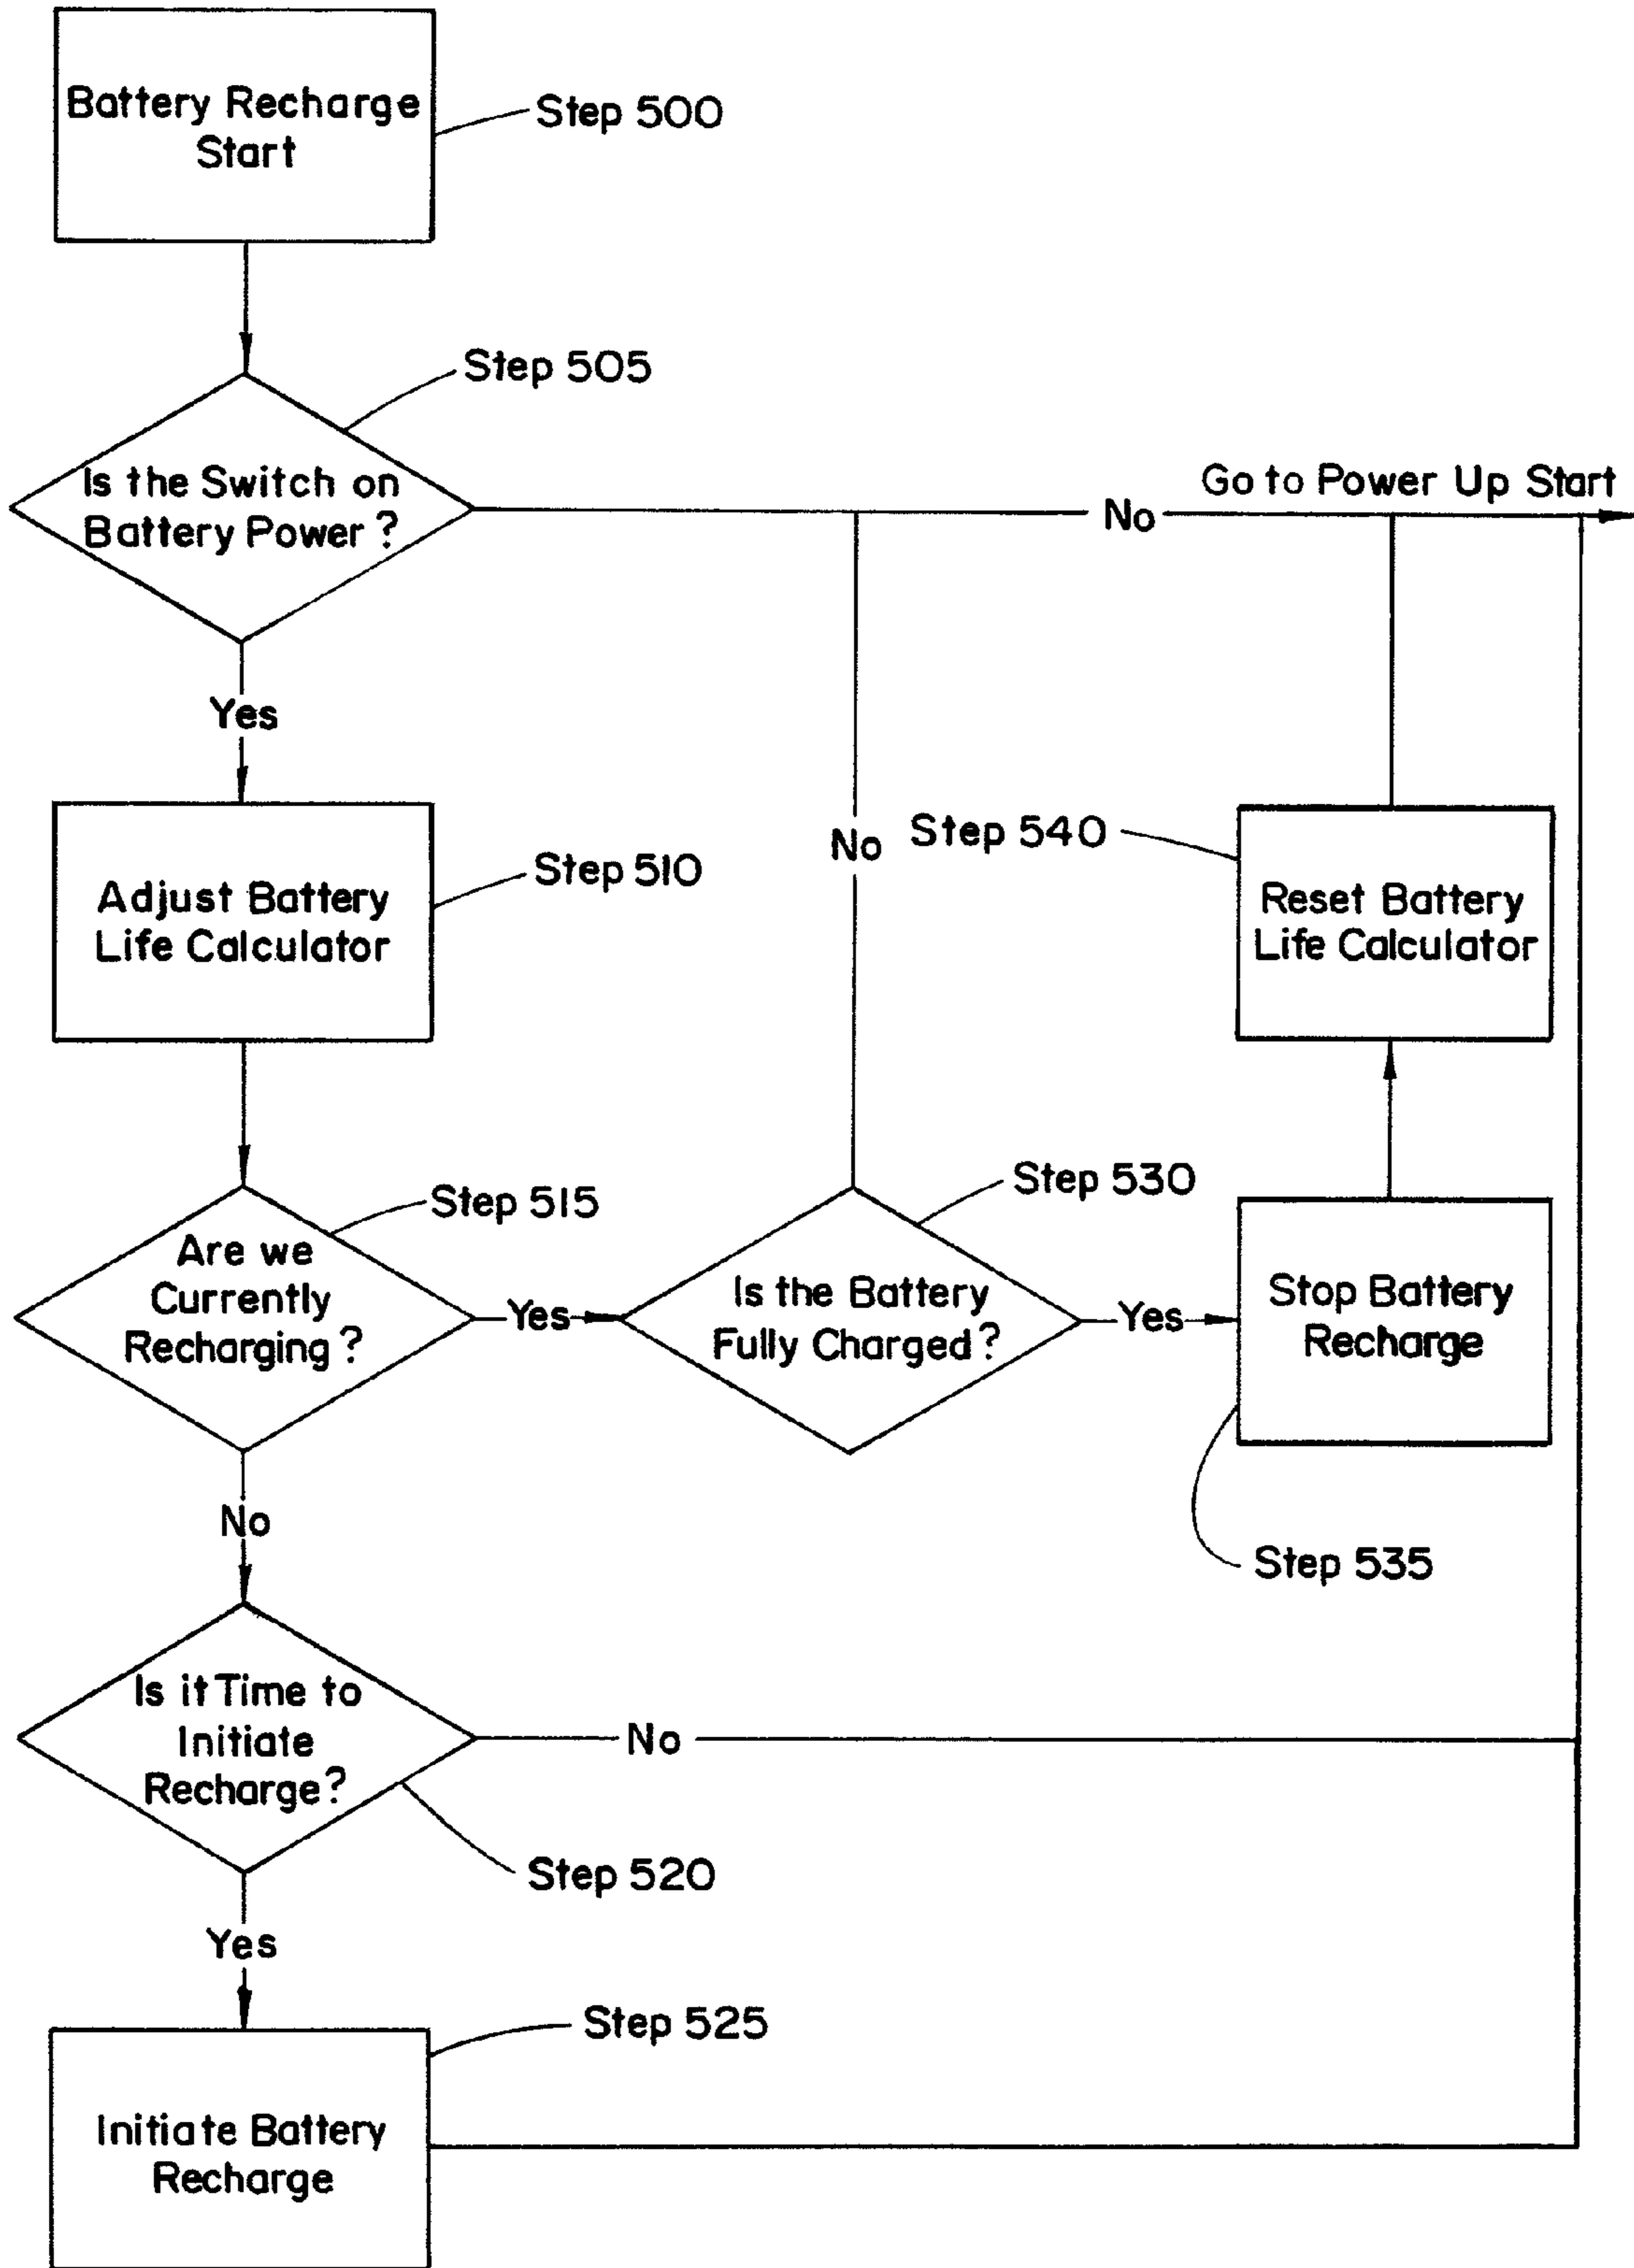 Battery Recharge
Start
Step 500
Step 505
Is the Switch on
Battery Power?
Go to Power Up Start
No
Yes
Adjust Battery
Life Calculator
Step 510
No
Step 540
Reset Battery
Life Calculator
Step 515
Are we
Currently
Recharging?
Yes
Step 530
Is the Battery
Fully Charged?
Yes
Stop Battery
Recharge
Step 535
No
Is it Time to
Initiate
Recharge?
No
Step 520
Yes
Step 525
Initiate Battery
Recharge